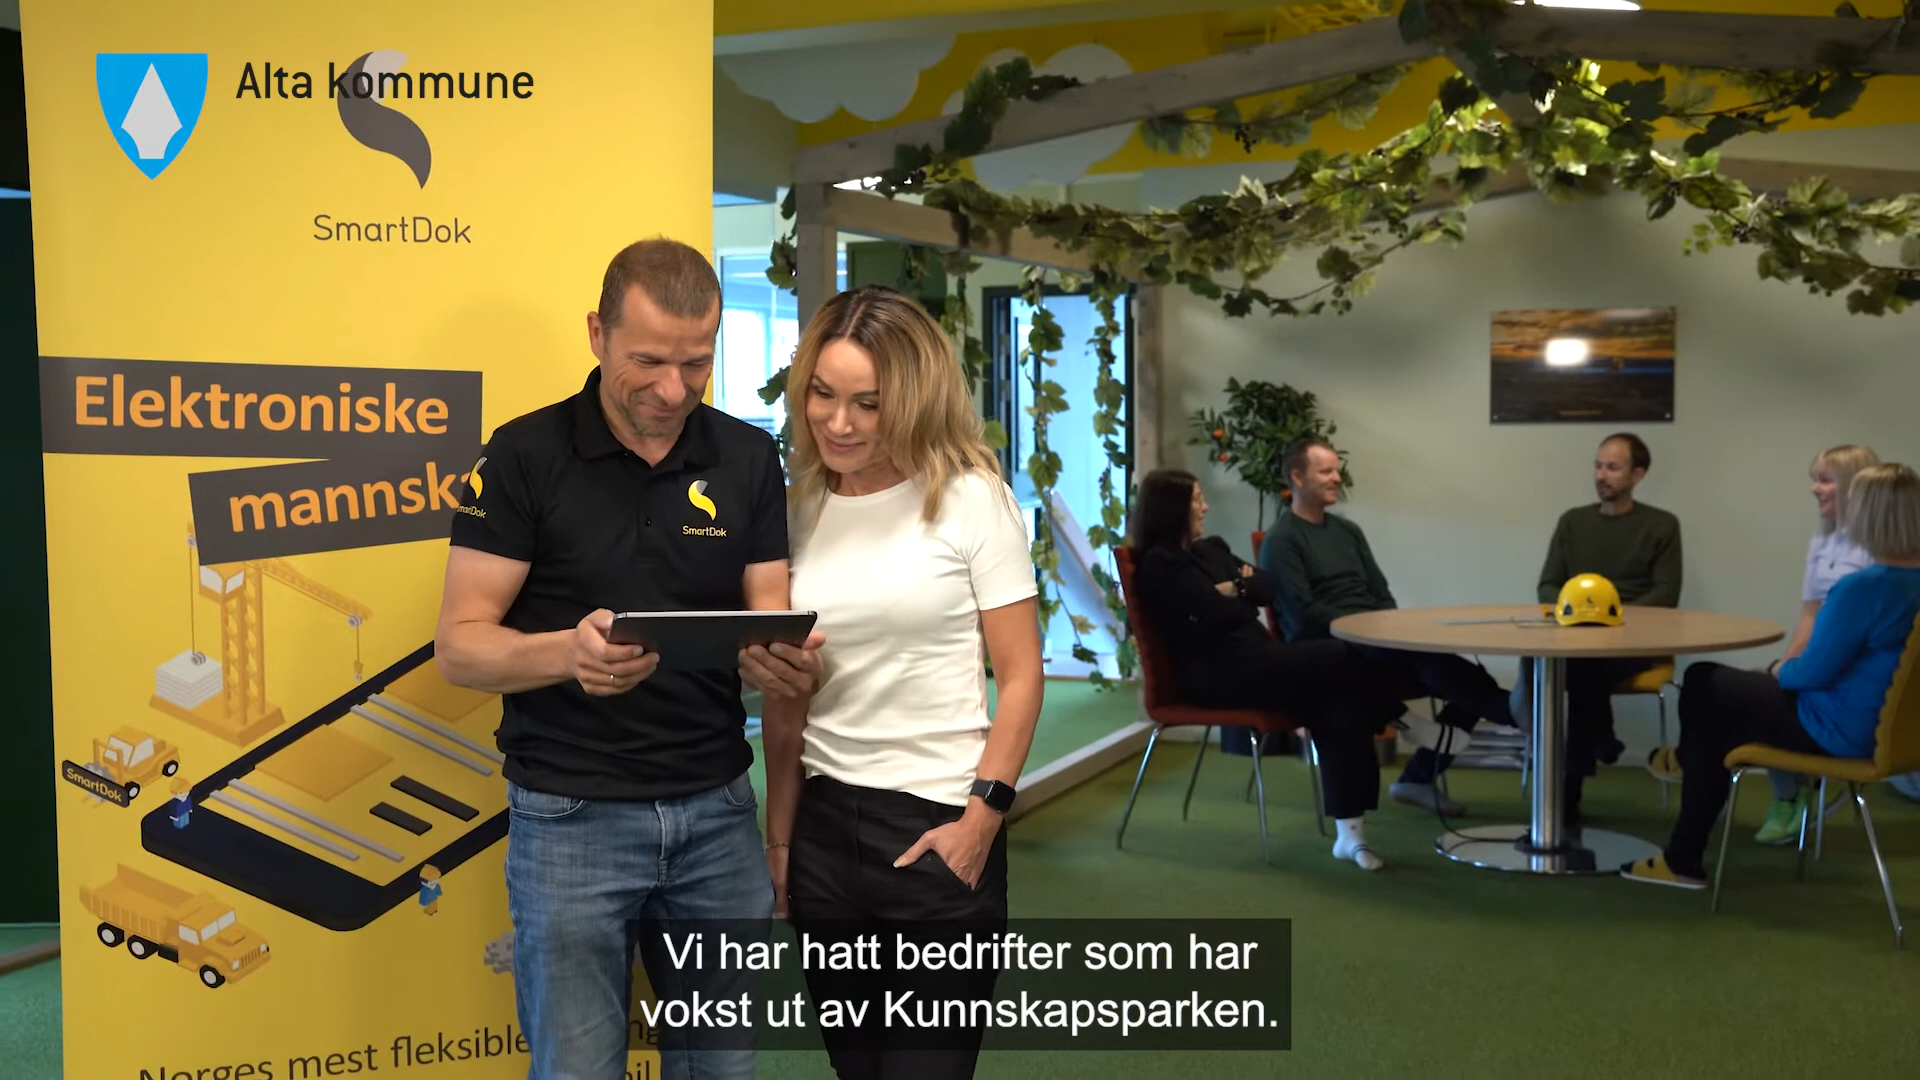 Alta kommune
SmartDok
Elektroniske
SmartDok
SmartDok
SmartDok
Norges mest fleksible
Vi har hatt bedrifter som har
vokst ut av Kunnskapsparken.